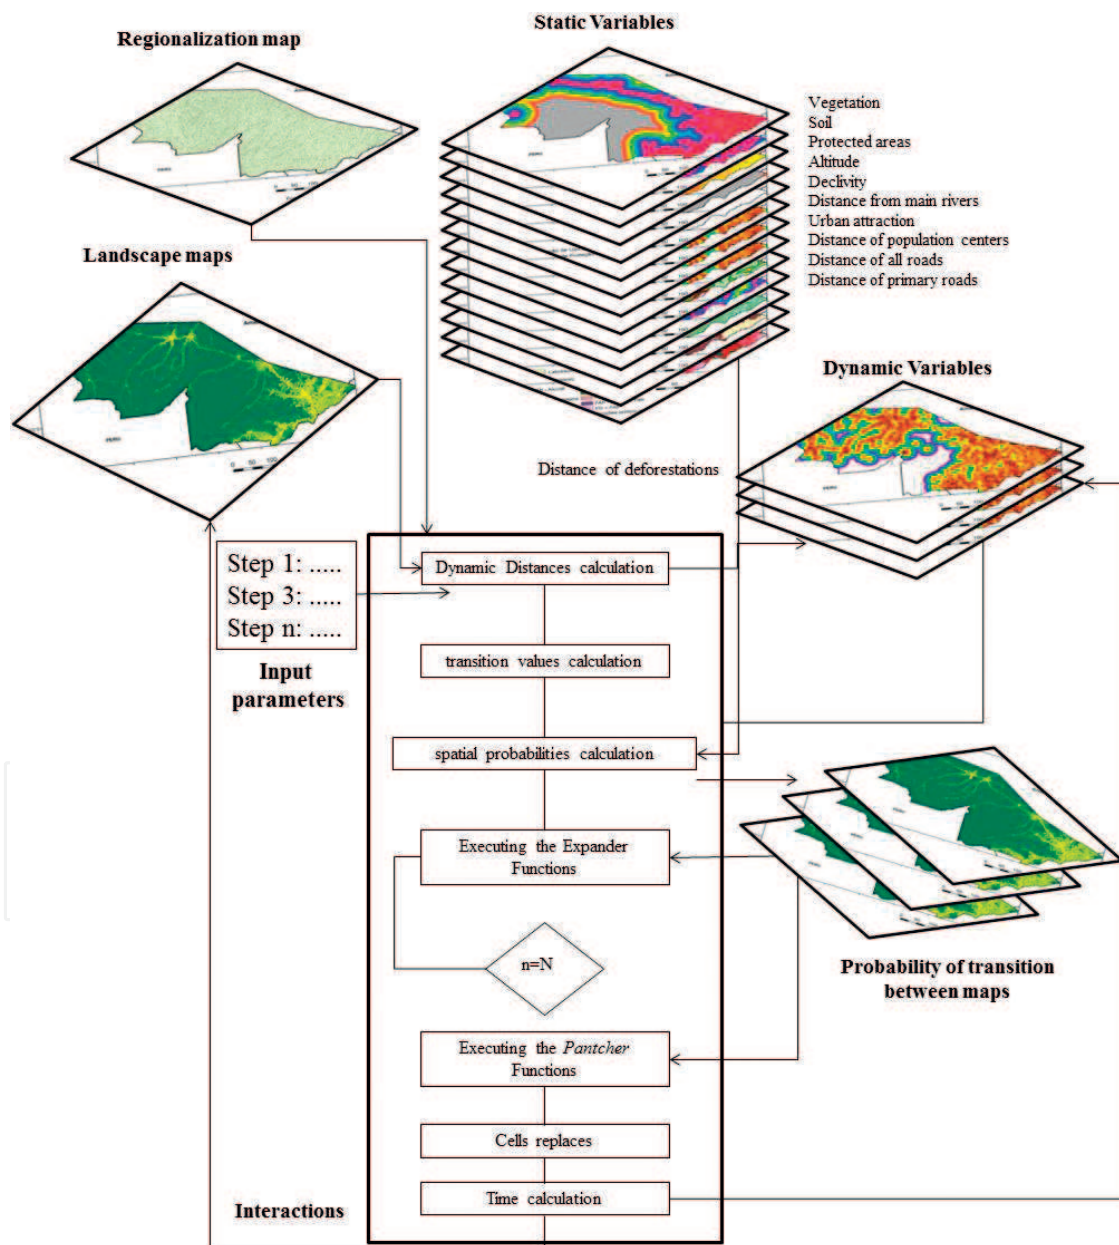 Static Variables
Regionalization map
Vegetation
Soil
Protected areas
Altitude
Declivity
Distance from main rivers
Urban attraction
Distance of population centers
Distance of all roads
Distance of primary roads
Landscape maps
Dynamic Variables
Distance of deforestations
Step 1: .....
Step 3: .....
Step n: .....
Input
parameters
Dynamic Distances calculation
transition values calculation
spatial probabilities calculation
Executing the Expander
Functions
n=N
Probability of transition
between maps
Executing the Pantcher
Functions
Cells replaces
Time calculation
Interactions